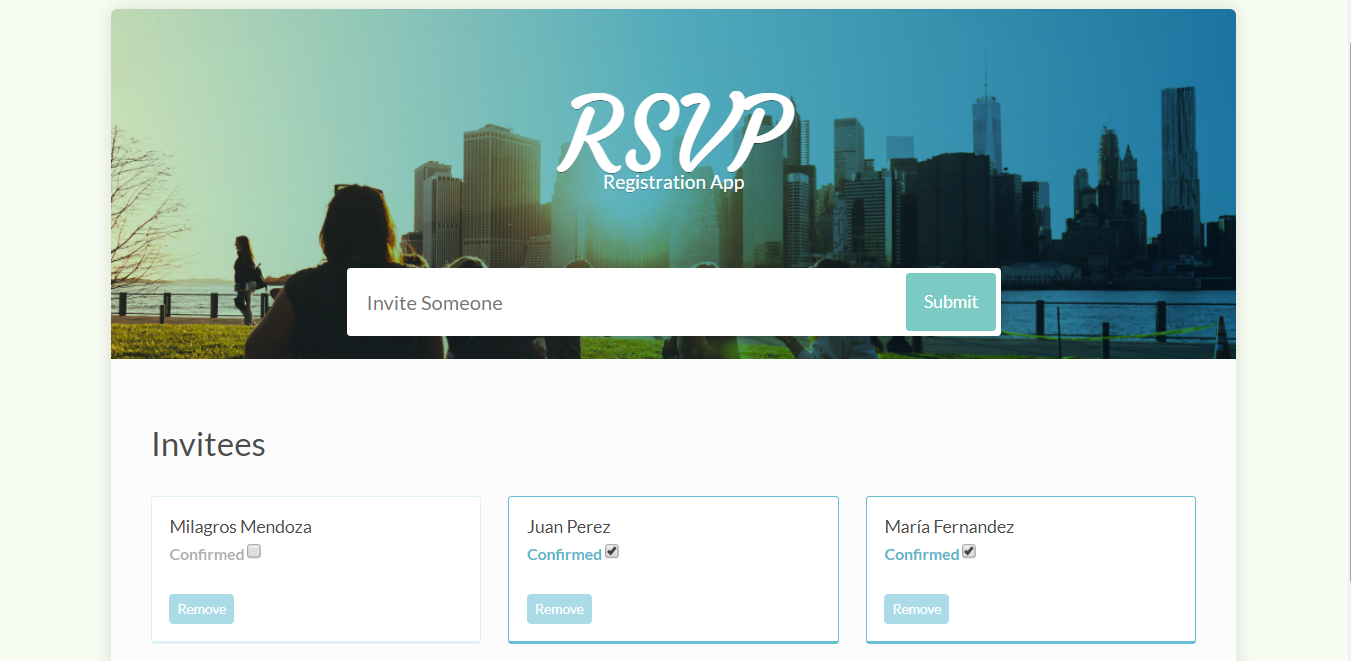 RSVP
Registration App
Invite Someone
Submit
Invitees
Milagros Mendoza
Confirmed
Remove
Juan Perez
Confirmed
Remove
María Fernandez
Confirmed
Remove